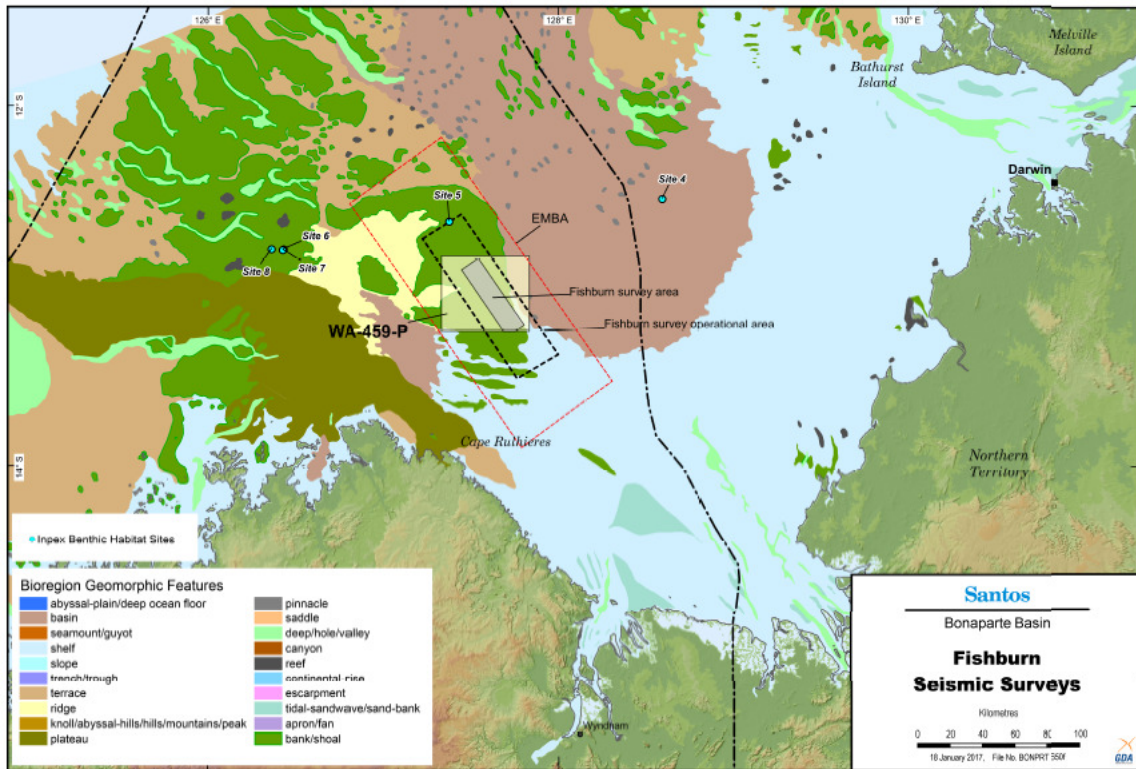 126° E
128° E
130° E
Melville
Island
Bathurst
Island
12° S
Darwin
Site 4
Site 5
EMBA
Site 6
Site 7
Site 8
Fishburn survey area
WA-459-P
Fishburn survey operational area
Cape Ruthieres
14° S
Northern
Territory
Inpex Benthic Habitat Sites
Bioregion Geomorphic Features
abyssal-plain/deep ocean floor
basin
seamount/guyot
shelf
slope
trench/trough
terrace
ridge
knoll/abyssal-hills/hills/mountains/peak
plateau
pinnacle
saddle
deep/hole/valley
canyon
reef
continental-rise
escarpment
tidal-sandwave/sand-bank
apron/fan
bank/shoal
Wyndham
Santos
Bonaparte Basin
Fishburn
Seismic Surveys
Kilometres
0 20 40 60 80 100
18 January 2017, File No. BONPRT 550f
GDA